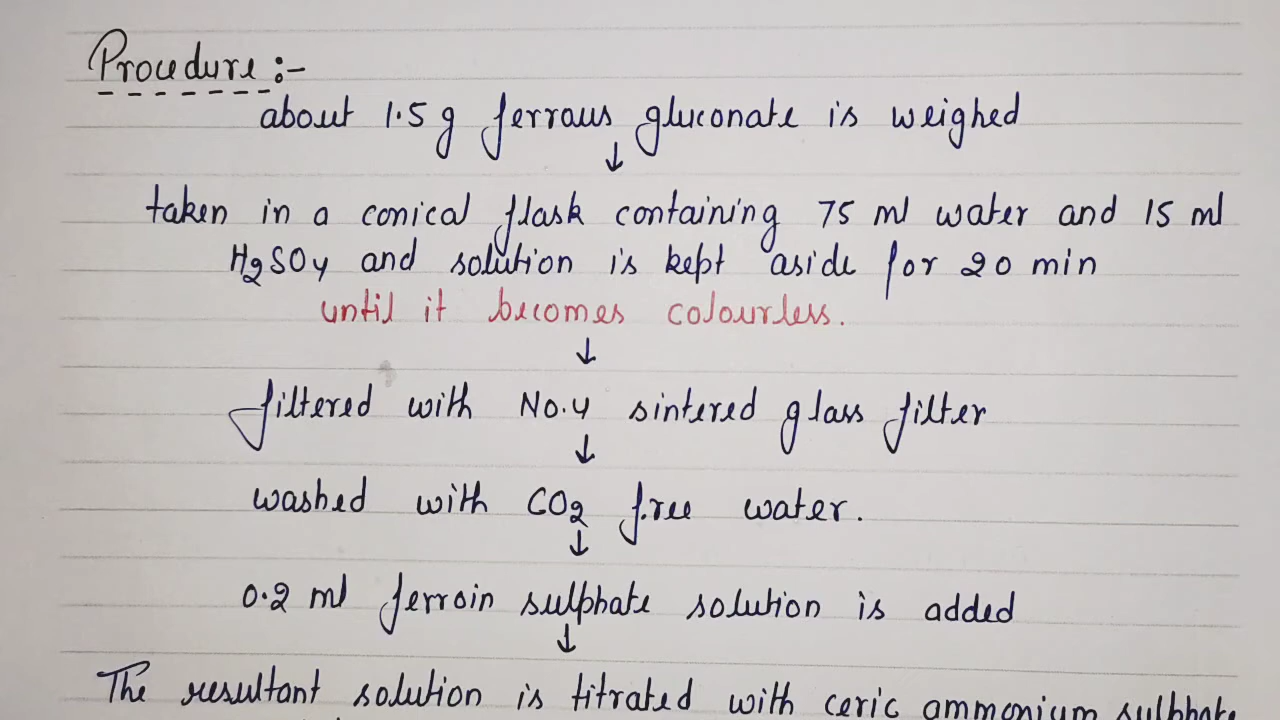 Procedure :-
about 1.5 g ferrous gluconate is weighed
↓
taken in a conical flask containing 75 ml water and 15 ml
H₂SO₄ and solution is kept aside for 20 min
until it becomes colourless.
↓
filtered with No.4 sintered glass filter
↓
washed with CO₂ free water.
↓
0.2 ml ferroin sulphate solution is added
↓
The resultant solution is titrated with ceric ammonium sulphate